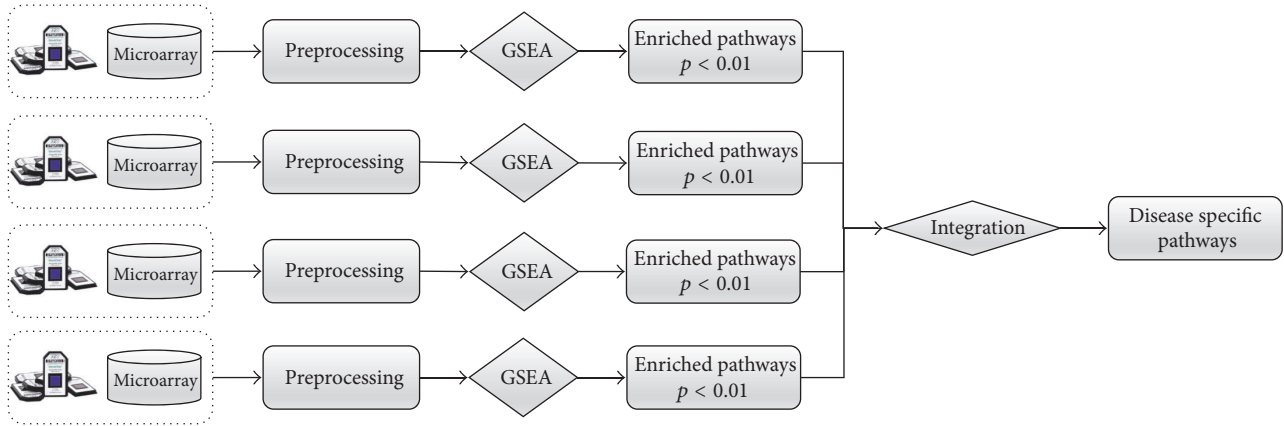 Microarray
Preprocessing
GSEA
Enriched pathways
p < 0.01
Microarray
Preprocessing
GSEA
Enriched pathways
p < 0.01
Microarray
Preprocessing
GSEA
Enriched pathways
p < 0.01
Microarray
Preprocessing
GSEA
Enriched pathways
p < 0.01
Integration
Disease specific
pathways